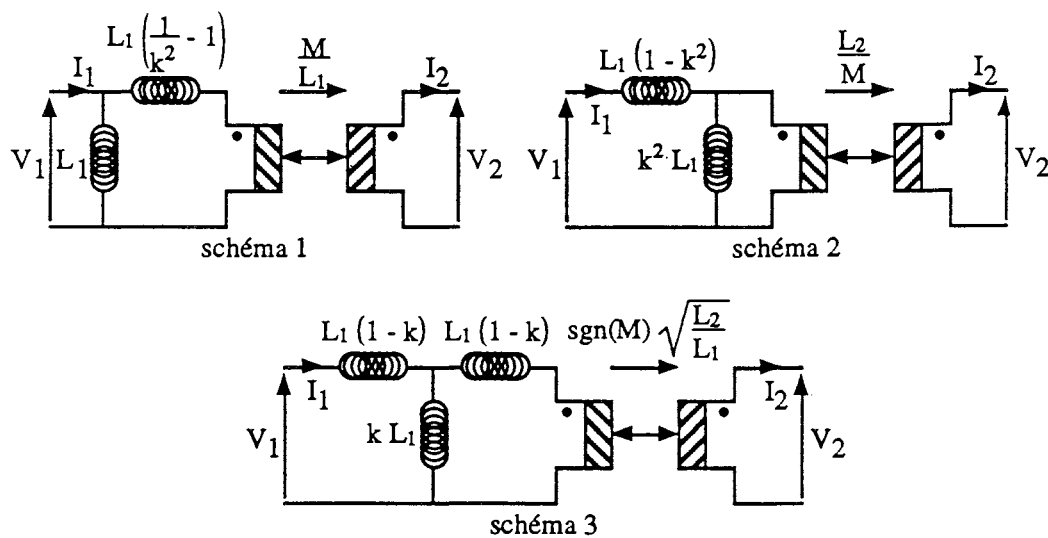 L₁ (1/k² - 1)
M/L₁
I₁
I₂
V₁
L₁
V₂
schéma 1
L₁ (1 - k²)
L₂/M
I₁
I₂
V₁
k² L₁
V₂
schéma 2
L₁ (1 - k)
L₁ (1 - k)
sgn(M) √(L₂/L₁)
I₁
I₂
V₁
k L₁
V₂
schéma 3